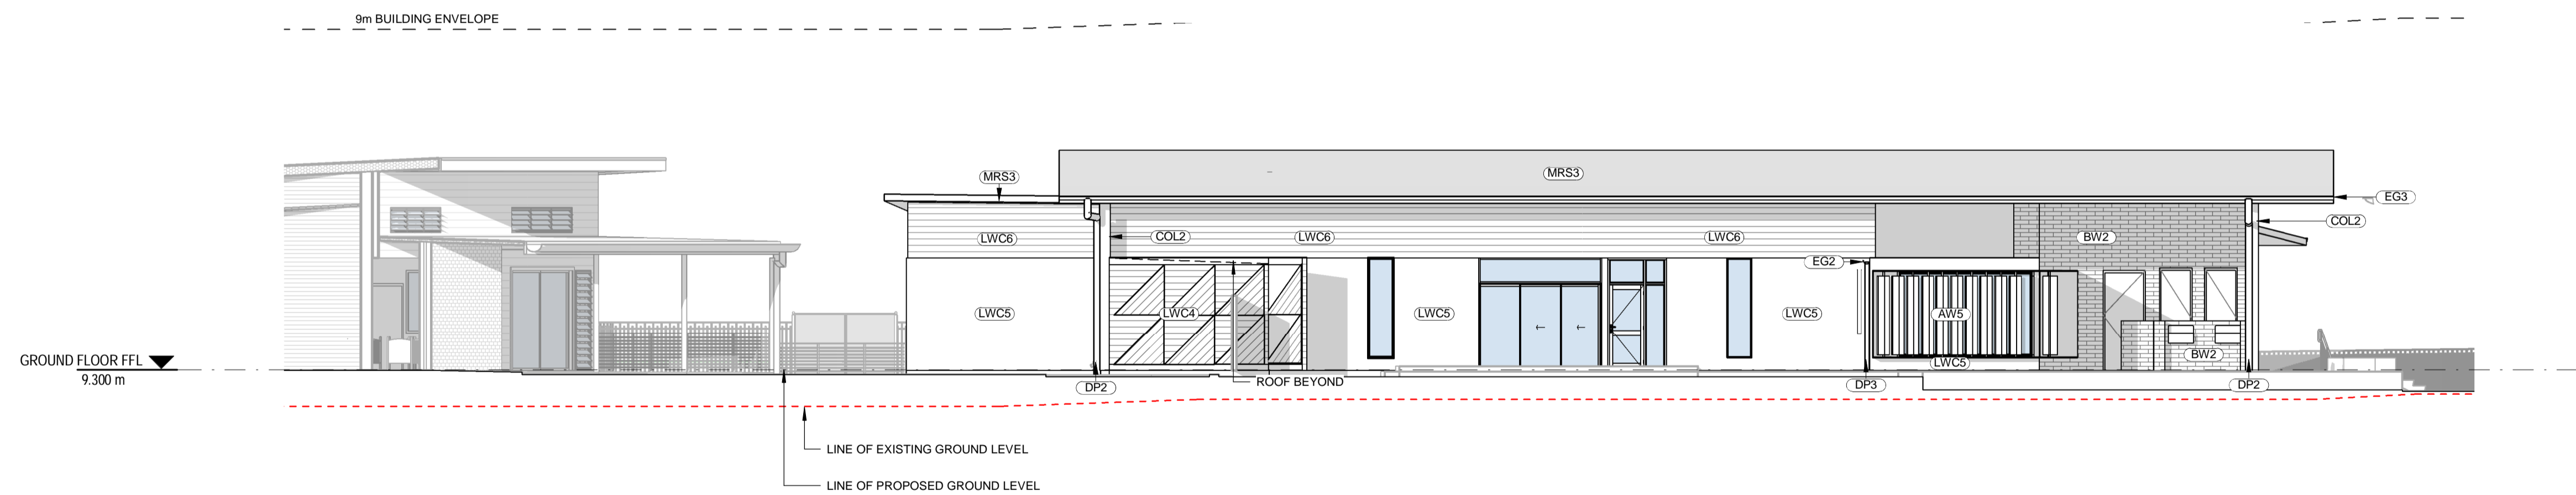 9m BUILDING ENVELOPE
MRS3
MRS3
EG3
COL2
LWC6
COL2
LWC6
LWC6
BW2
EG2
LWC5
LWC4
LWC5
LWC5
AW5
BW2
LWC5
GROUND FLOOR FFL
9.300 m
DP2
ROOF BEYOND
DP3
DP2
LINE OF EXISTING GROUND LEVEL
LINE OF PROPOSED GROUND LEVEL